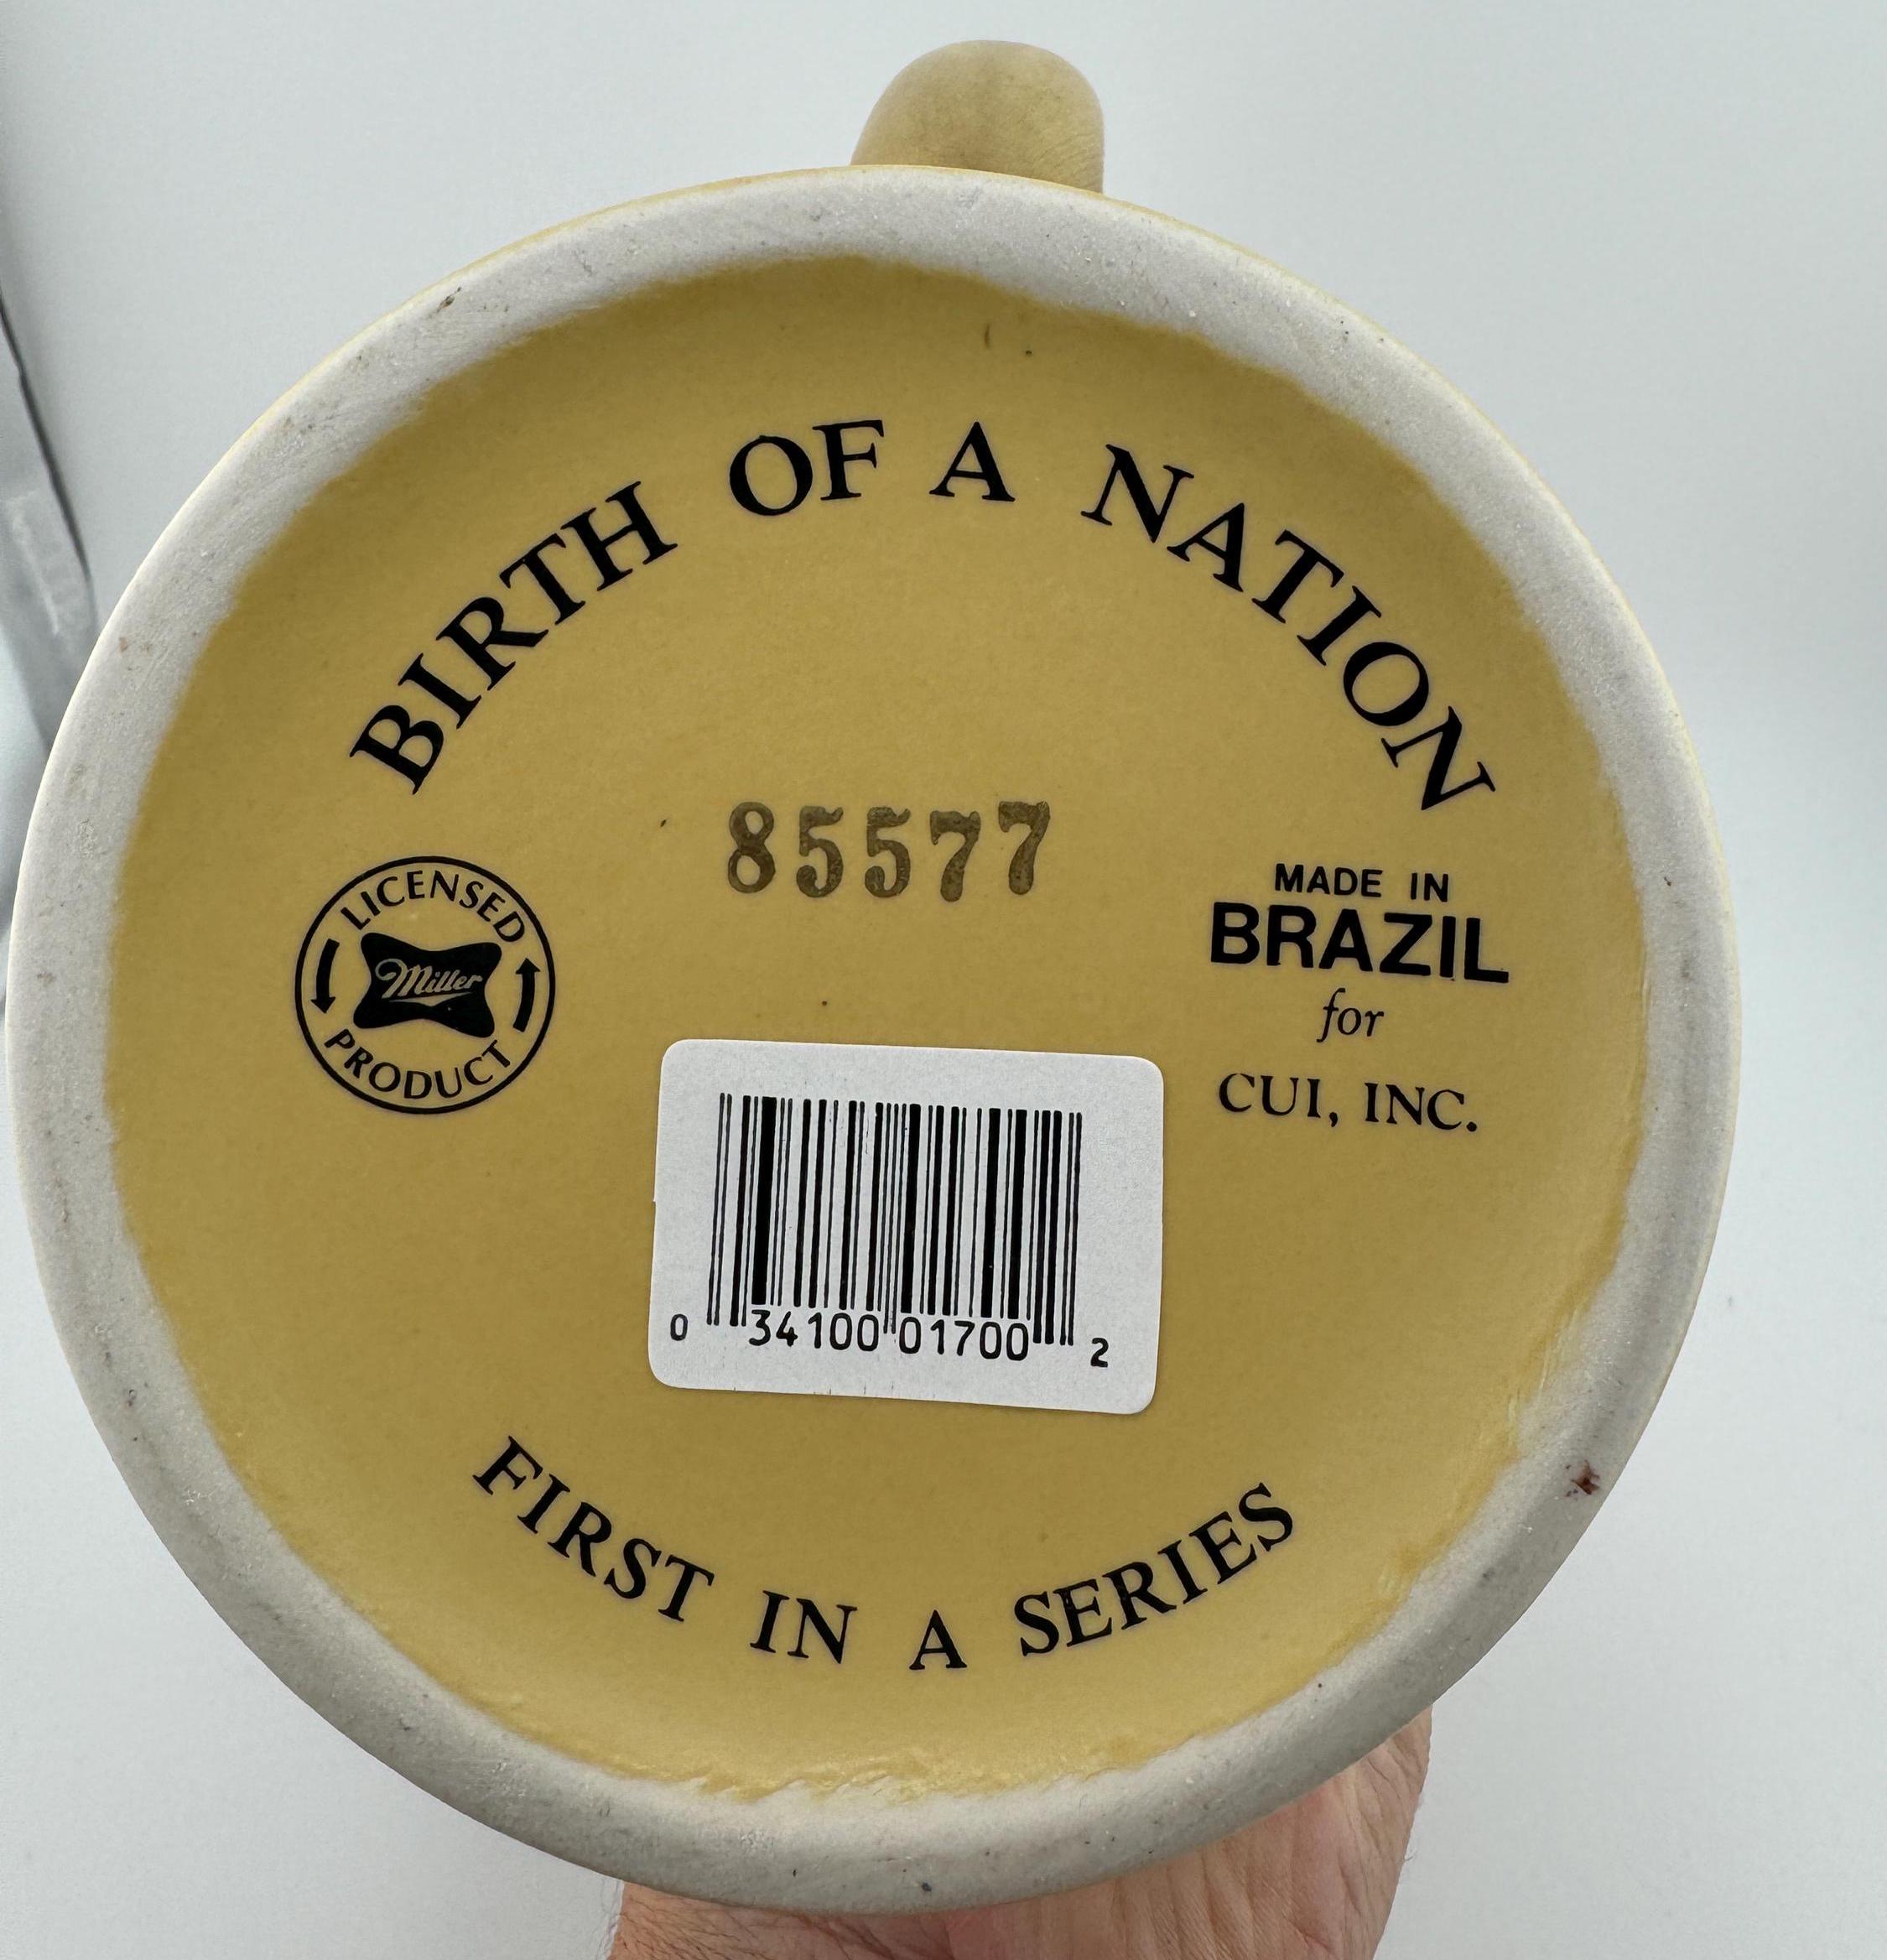 BIRTH OF A NATION
85577
LICENSED
Miller
PRODUCT
MADE IN
BRAZIL
for
CUI, INC.
0 34100 01700 2
FIRST IN A SERIES